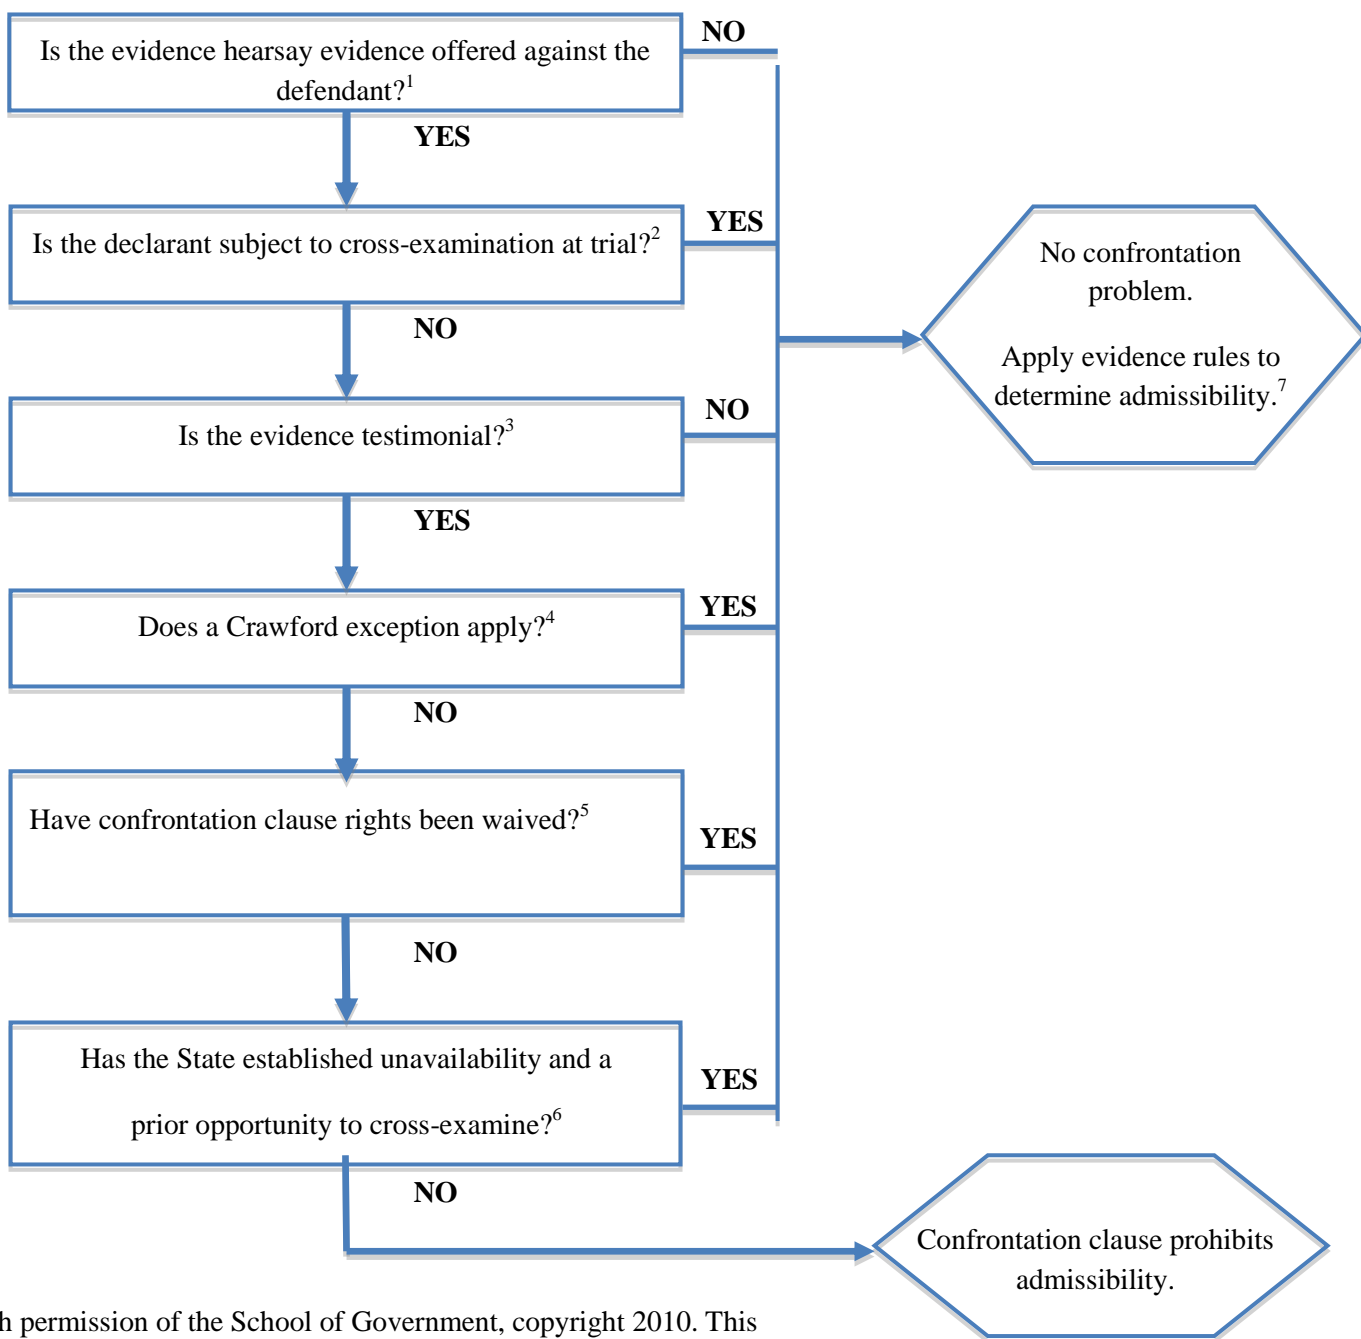 Is the evidence hearsay evidence offered against the
defendant?1
NO
YES
Is the declarant subject to cross-examination at trial?2
YES
NO
No confrontation
problem.
Apply evidence rules to
determine admissibility.7
Is the evidence testimonial?3
NO
YES
Does a Crawford exception apply?4
YES
NO
Have confrontation clause rights been waived?5
YES
NO
Has the State established unavailability and a
prior opportunity to cross-examine?6
YES
NO
Confrontation clause prohibits
admissibility.
permission of the School of Government, copyright 2010. This